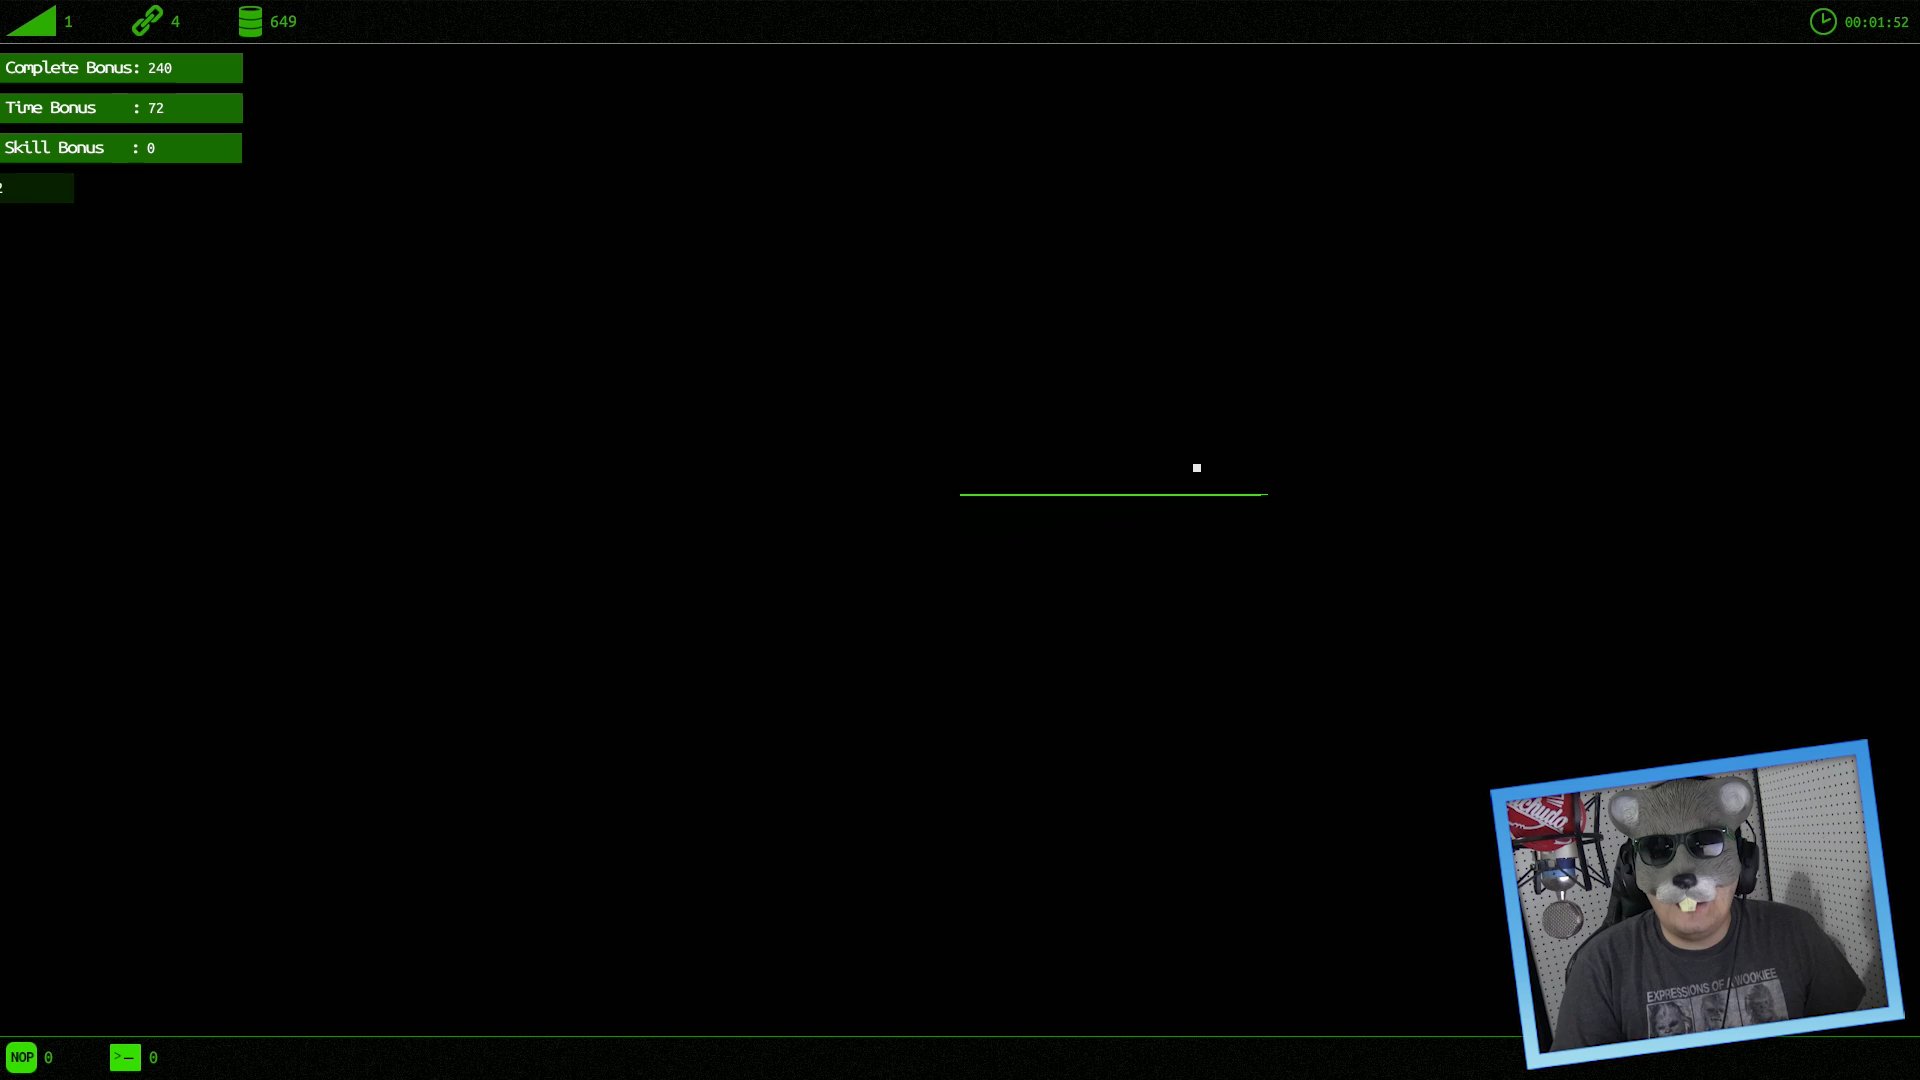 1 4 649 00:01:52
Complete Bonus: 240
Time Bonus : 72
Skill Bonus : 0
2
EXPRESSIONS OF A WOOKIEE
NOP 0 >_ 0